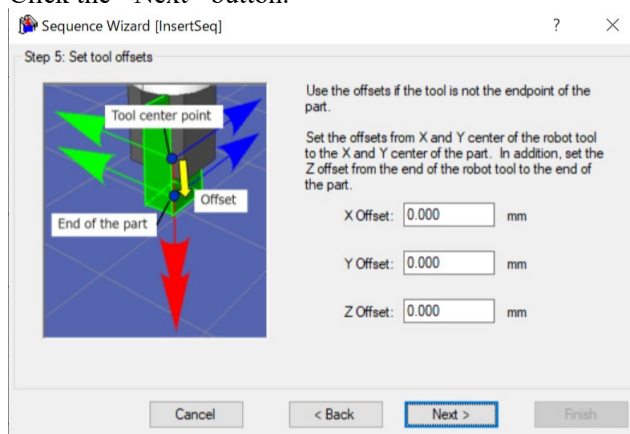 Click the "Next" button.
Sequence Wizard [InsertSeq]
?
Step 5: Set tool offsets
Tool center point
Offset
End of the part
Use the offsets if the tool is not the endpoint of the
part.
Set the offsets from X and Y center of the robot tool
to the X and Y center of the part. In addition, set the
Z offset from the end of the robot tool to the end of
the part.
X Offset: 0.000 mm
Y Offset: 0.000 mm
Z Offset: 0.000 mm
Cancel < Back Next > Finish